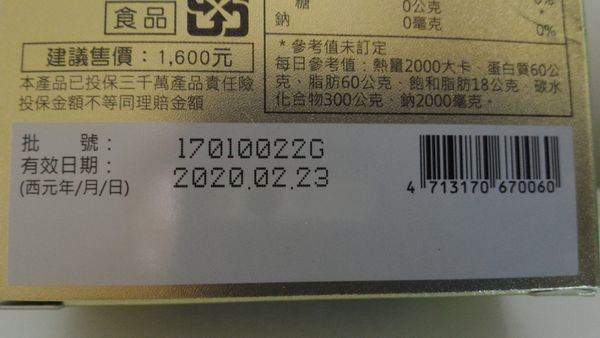 食品
建議售價：1,600元
本產品已投保三千萬產品責任險
投保金額不等同理賠金額
糖 0公克 0%
鈉 0毫克 0%
*參考值未訂定
每日參考值：熱量2000大卡、蛋白質60公
克、脂肪60公克、飽和脂肪18公克、碳水
化合物300公克、鈉2000毫克。
批 號： 17010022G
有效日期： 2020.02.23
(西元年/月/日)
4 713170 670060